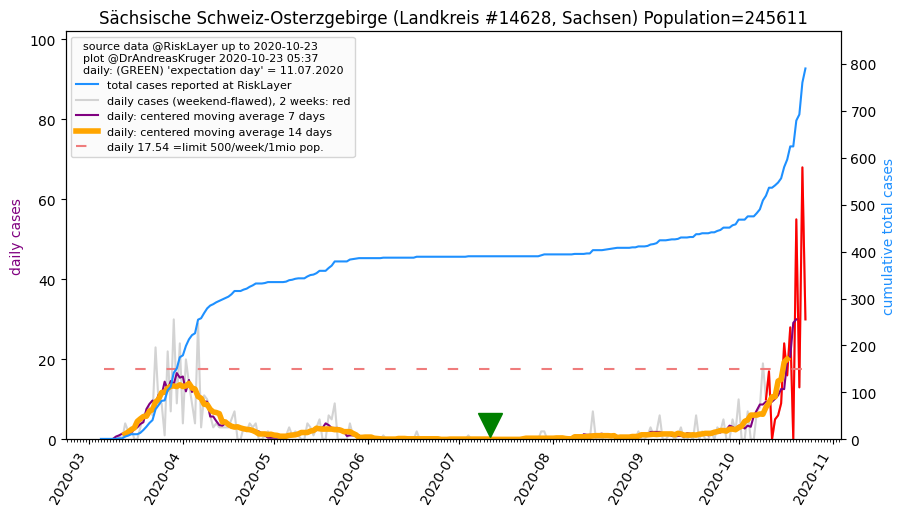 Sächsische Schweiz-Osterzgebirge (Landkreis #14628, Sachsen) Population=245611
source data @RiskLayer up to 2020-10-23
plot @DrAndreasKruger 2020-10-23 05:37
daily: (GREEN) 'expectation day' = 11.07.2020
total cases reported at RiskLayer
daily cases (weekend-flawed), 2 weeks: red
daily: centered moving average 7 days
daily: centered moving average 14 days
daily 17.54 =limit 500/week/1mio pop.
daily cases
100
80
60
40
20
0
cumulative total cases
800
700
600
500
400
300
200
100
0
2020-03
2020-04
2020-05
2020-06
2020-07
2020-08
2020-09
2020-10
2020-11